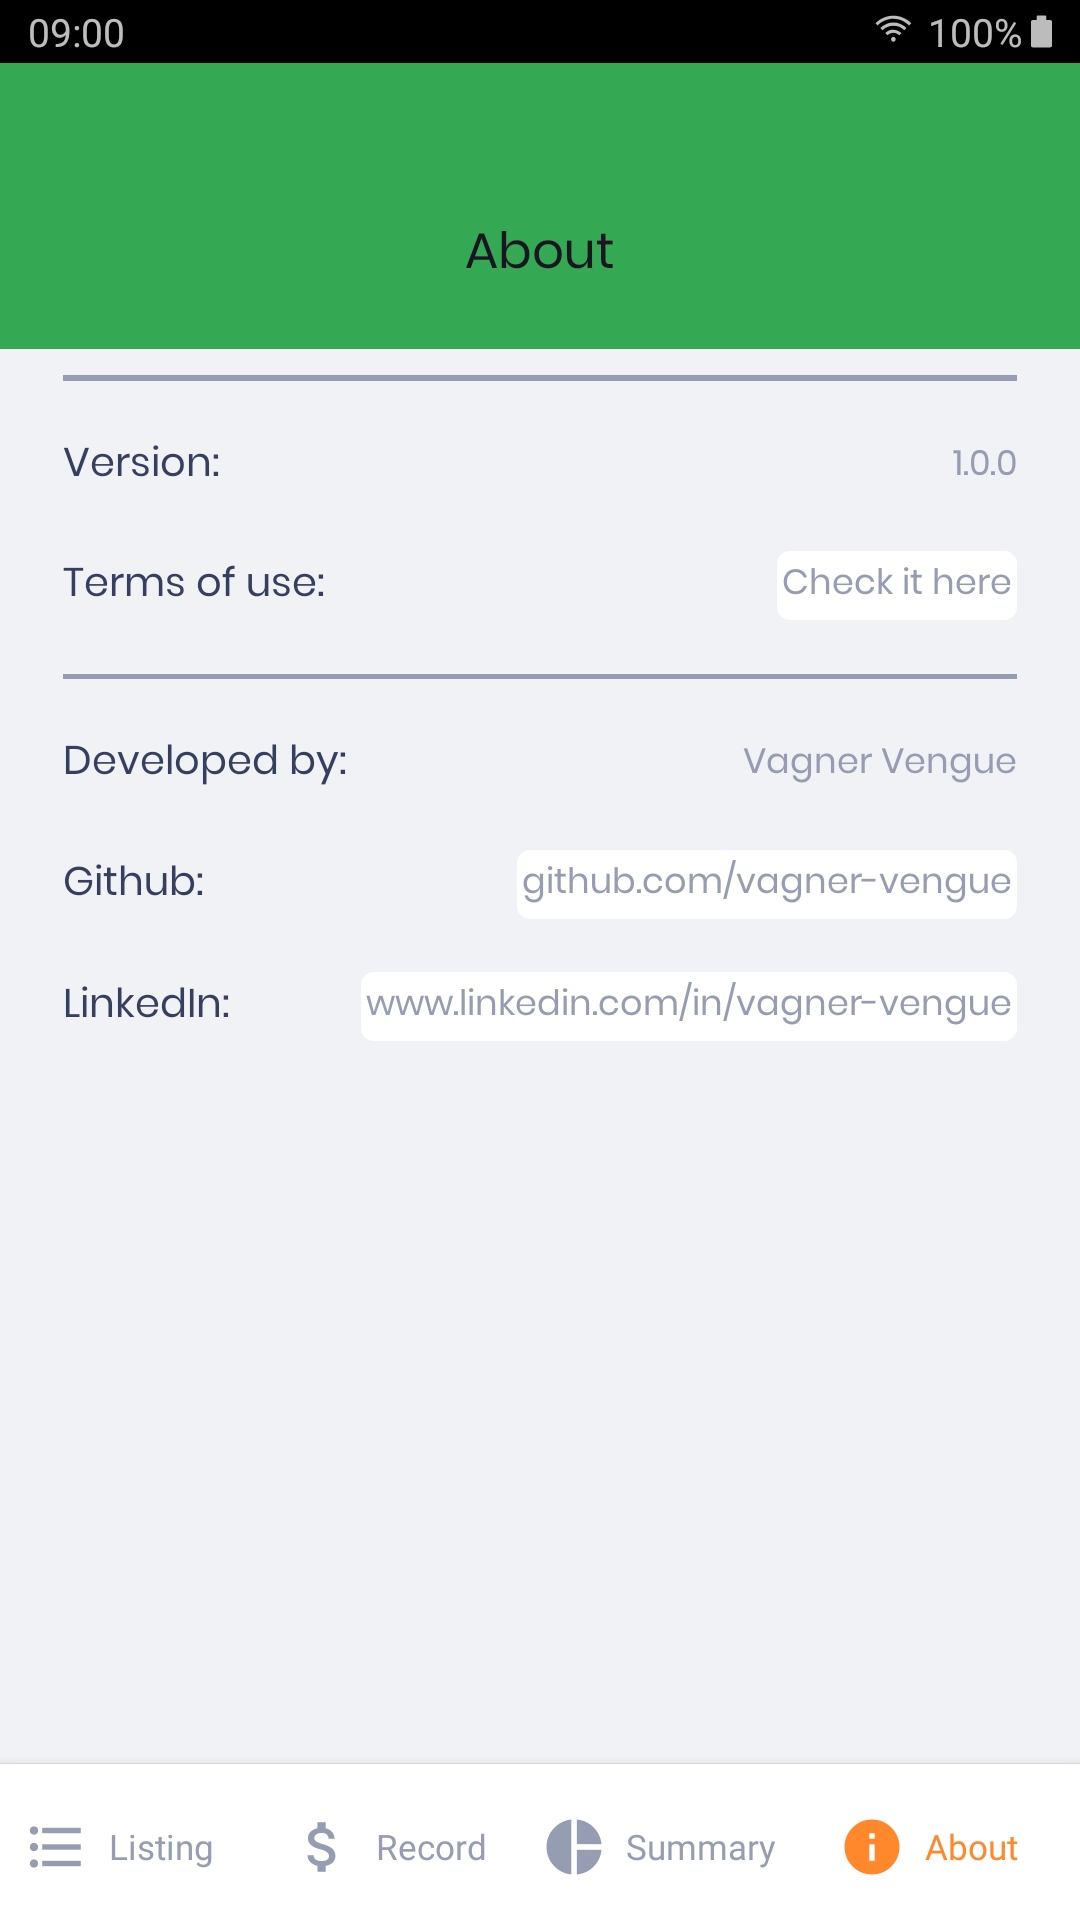 09:00 100%
About
Version: 1.0.0
Terms of use: Check it here
Developed by: Vagner Vengue
Github: github.com/vagner-vengue
LinkedIn: www.linkedin.com/in/vagner-vengue
Listing Record Summary About